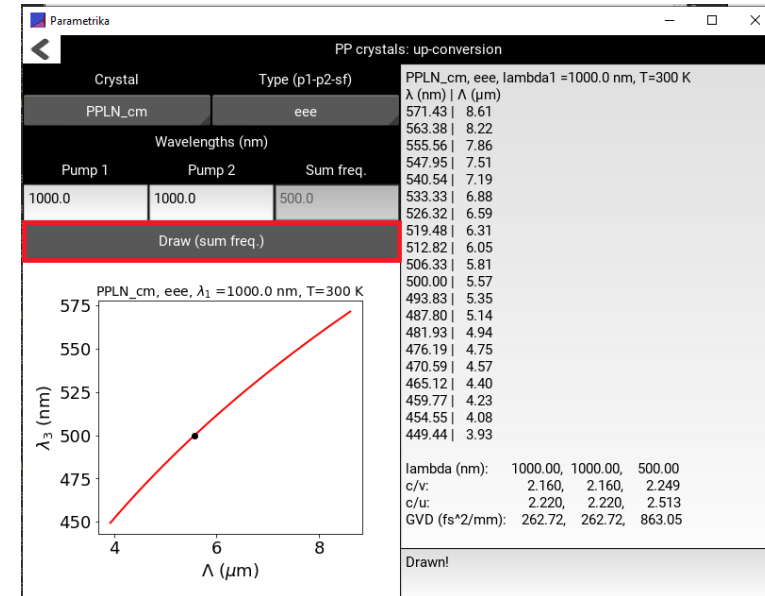 Parametrika
PP crystals: up-conversion
Crystal Type (p1-p2-sf)
PPLN_cm eee
Wavelengths (nm)
Pump 1 Pump 2 Sum freq.
1000.0 1000.0 500.0
Draw (sum freq.)
PPLN_cm, eee, λ₁ =1000.0 nm, T=300 K
575
550
525
500
475
450
λ₃ (nm)
4 6 8
Λ (μm)
PPLN_cm, eee, lambda1 =1000.0 nm, T=300 K
λ (nm) | Λ (μm)
571.43 | 8.61
563.38 | 8.22
555.56 | 7.86
547.95 | 7.51
540.54 | 7.19
533.33 | 6.88
526.32 | 6.59
519.48 | 6.31
512.82 | 6.05
506.33 | 5.81
500.00 | 5.57
493.83 | 5.35
487.80 | 5.14
481.93 | 4.94
476.19 | 4.75
470.59 | 4.57
465.12 | 4.40
459.77 | 4.23
454.55 | 4.08
449.44 | 3.93
lambda (nm): 1000.00, 1000.00, 500.00
c/v: 2.160, 2.160, 2.249
c/u: 2.220, 2.220, 2.513
GVD (fs^2/mm): 262.72, 262.72, 863.05
Drawn!